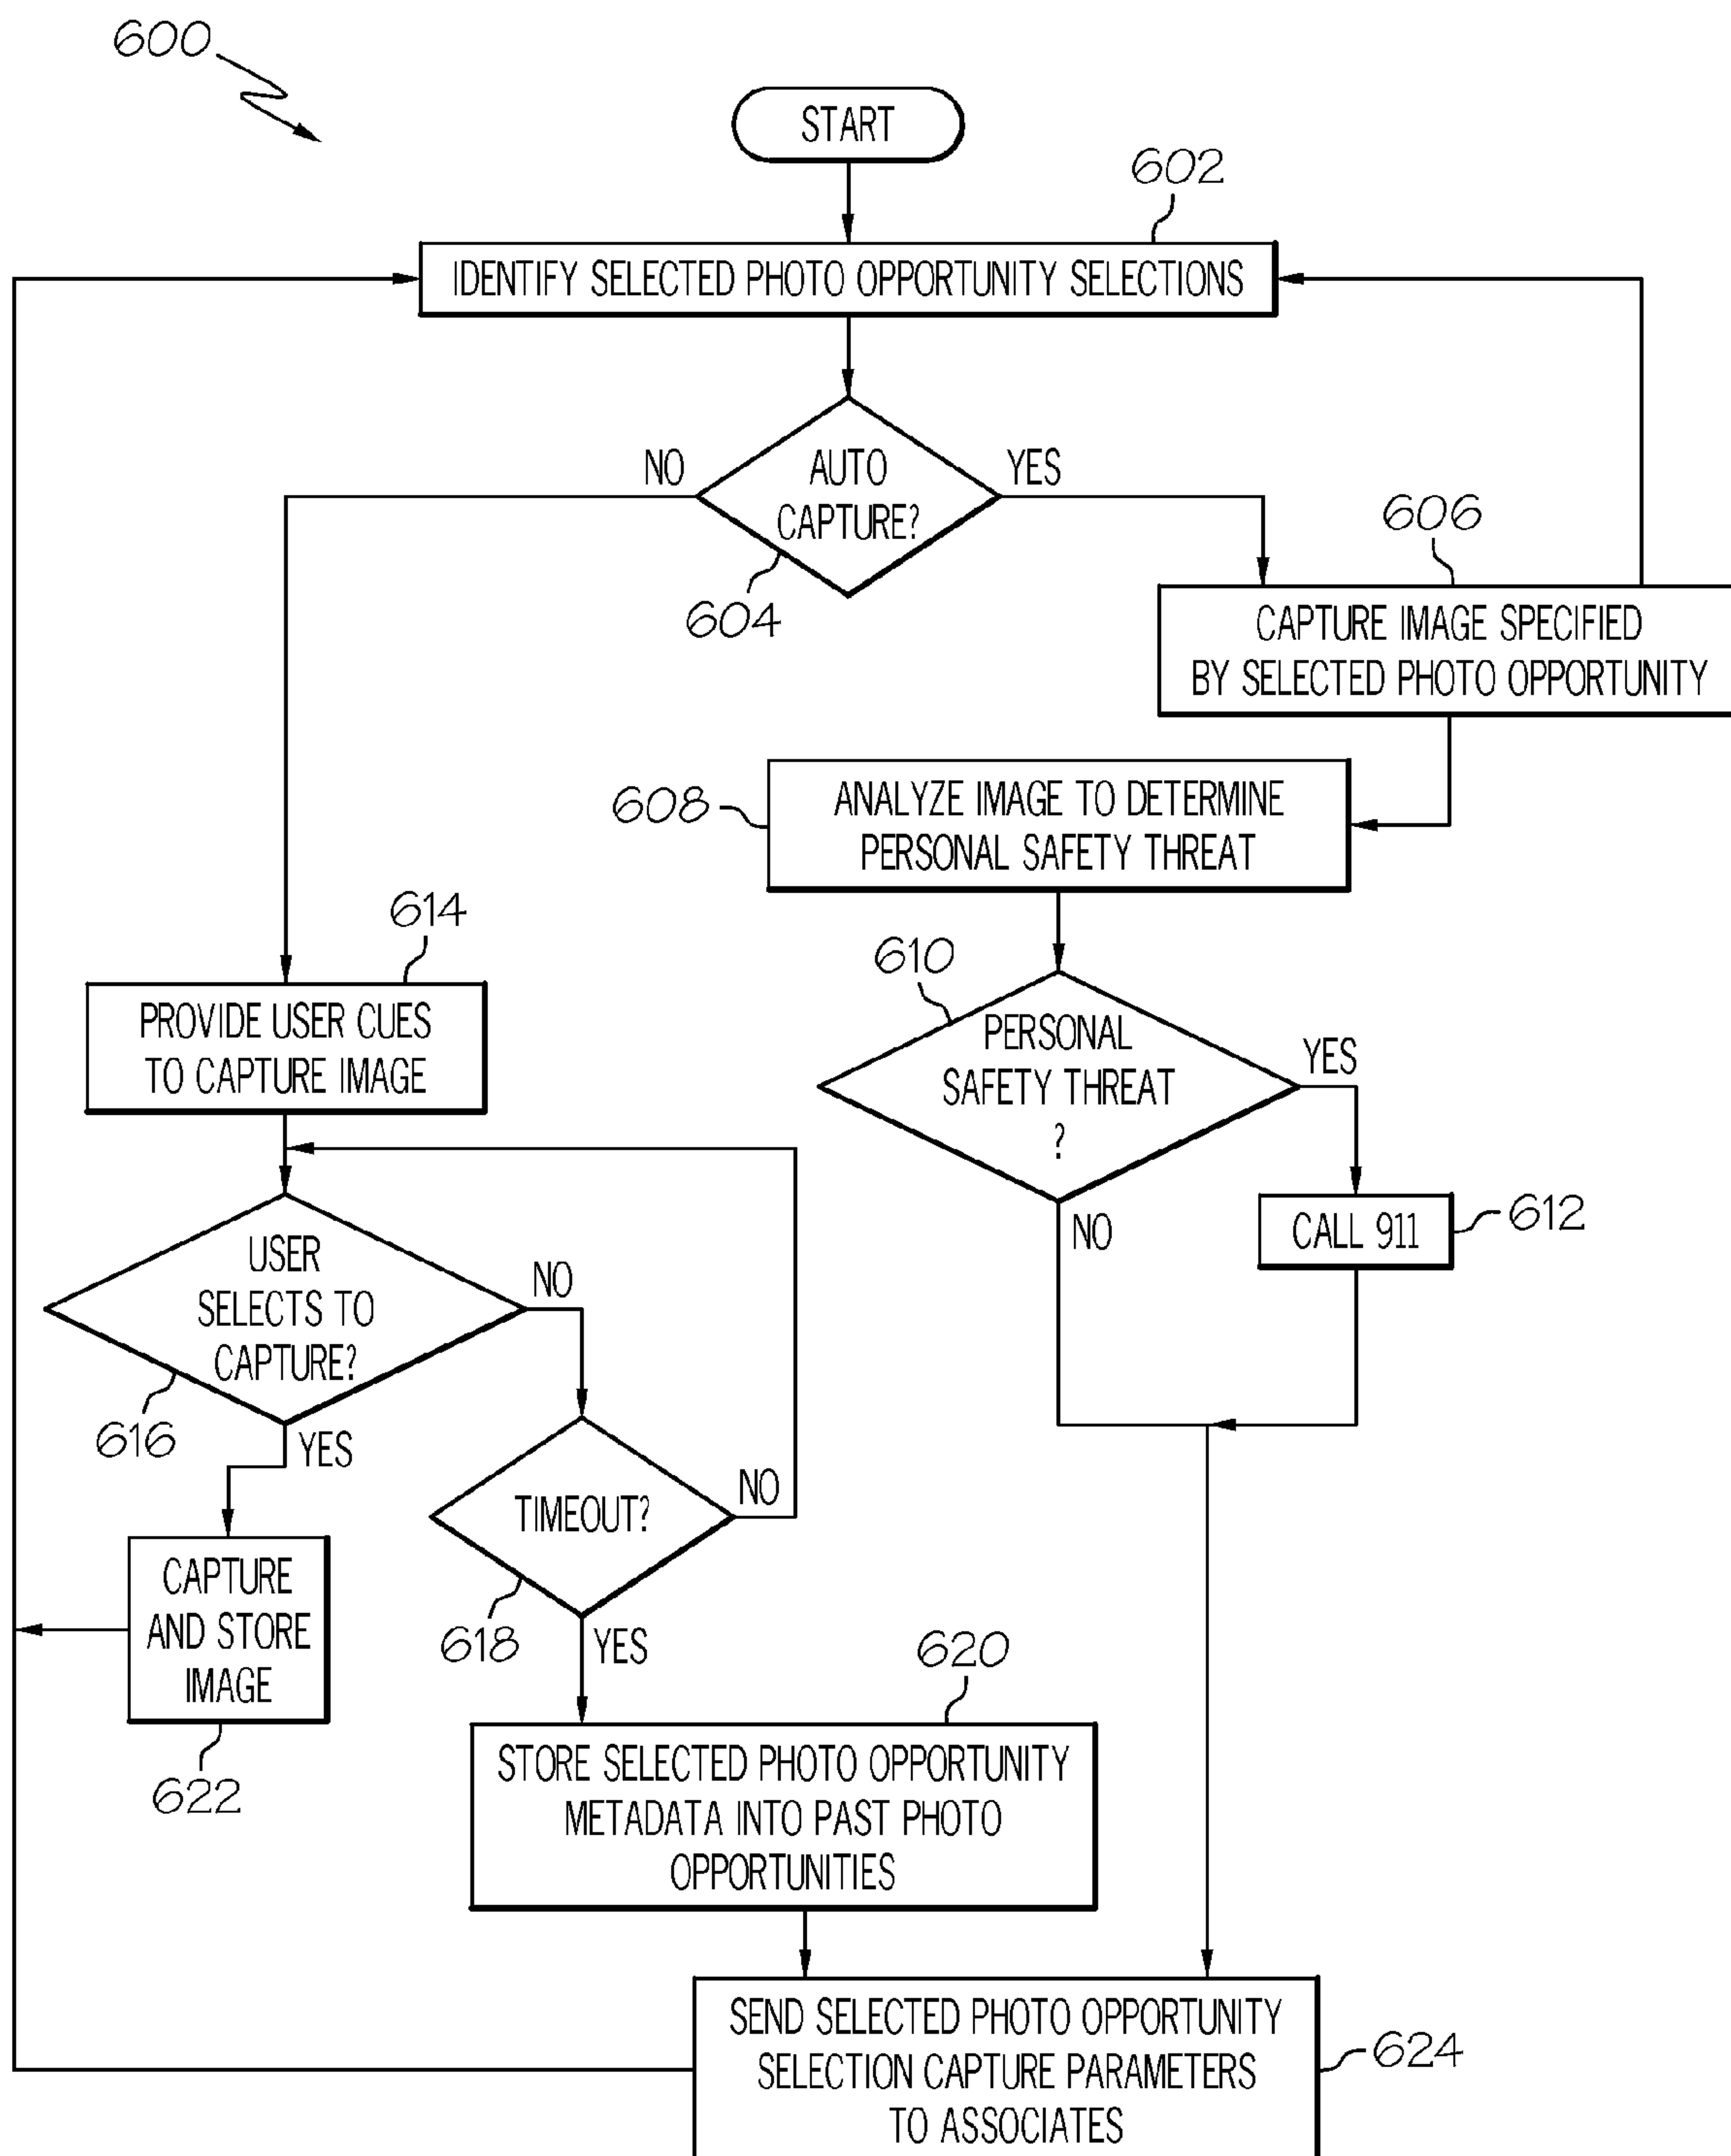 600
START
602
IDENTIFY SELECTED PHOTO OPPORTUNITY SELECTIONS
NO
AUTO
CAPTURE?
YES
604
606
CAPTURE IMAGE SPECIFIED
BY SELECTED PHOTO OPPORTUNITY
608
ANALYZE IMAGE TO DETERMINE
PERSONAL SAFETY THREAT
614
610
PROVIDE USER CUES
TO CAPTURE IMAGE
PERSONAL
SAFETY THREAT
?
YES
NO
CALL 911
612
USER
SELECTS TO
CAPTURE?
NO
616
YES
TIMEOUT?
NO
618
YES
CAPTURE
AND STORE
IMAGE
622
620
STORE SELECTED PHOTO OPPORTUNITY
METADATA INTO PAST PHOTO
OPPORTUNITIES
SEND SELECTED PHOTO OPPORTUNITY
SELECTION CAPTURE PARAMETERS
TO ASSOCIATES
624